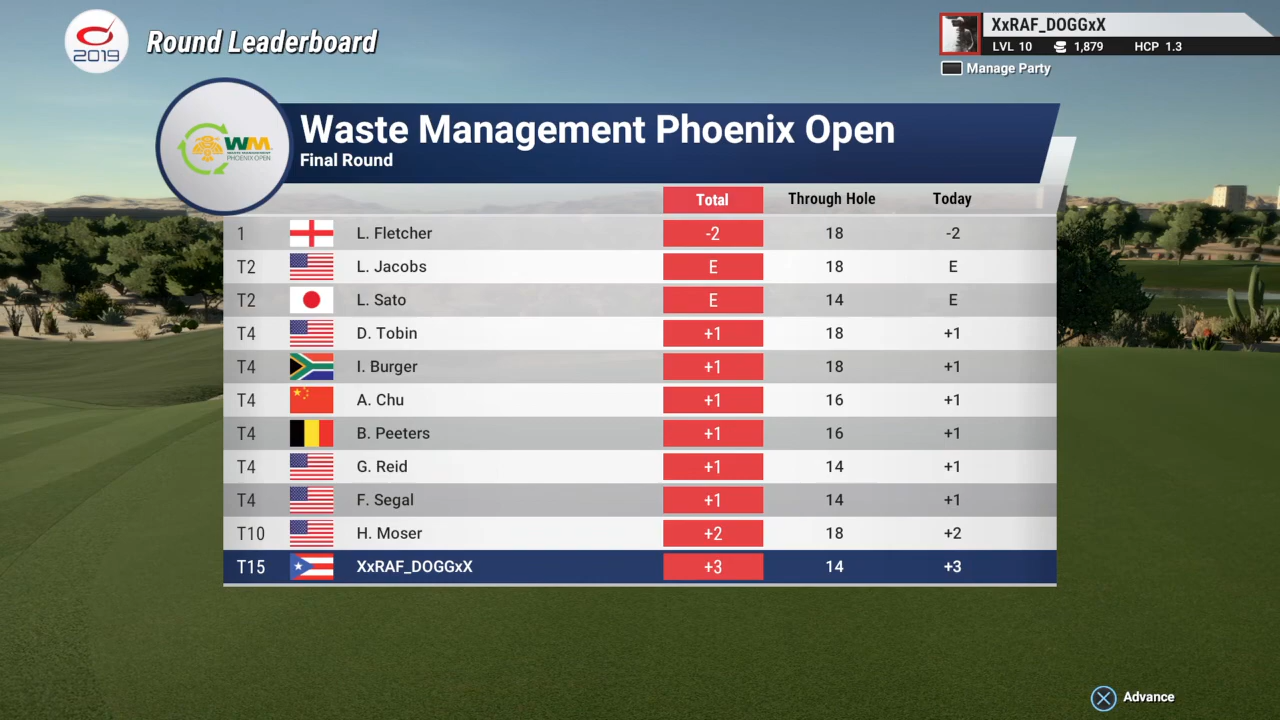 2019
Round Leaderboard
XxRAF_DOGGxX
LVL 10 1,879 HCP 1.3
Manage Party
WM
WASTE MANAGEMENT
PHOENIX OPEN
Waste Management Phoenix Open
Final Round
Total Through Hole Today
1 L. Fletcher -2 18 -2
T2 L. Jacobs E 18 E
T2 L. Sato E 14 E
T4 D. Tobin +1 18 +1
T4 I. Burger +1 18 +1
T4 A. Chu +1 16 +1
T4 B. Peeters +1 16 +1
T4 G. Reid +1 14 +1
T4 F. Segal +1 14 +1
T10 H. Moser +2 18 +2
T15 XxRAF_DOGGxX +3 14 +3
Advance